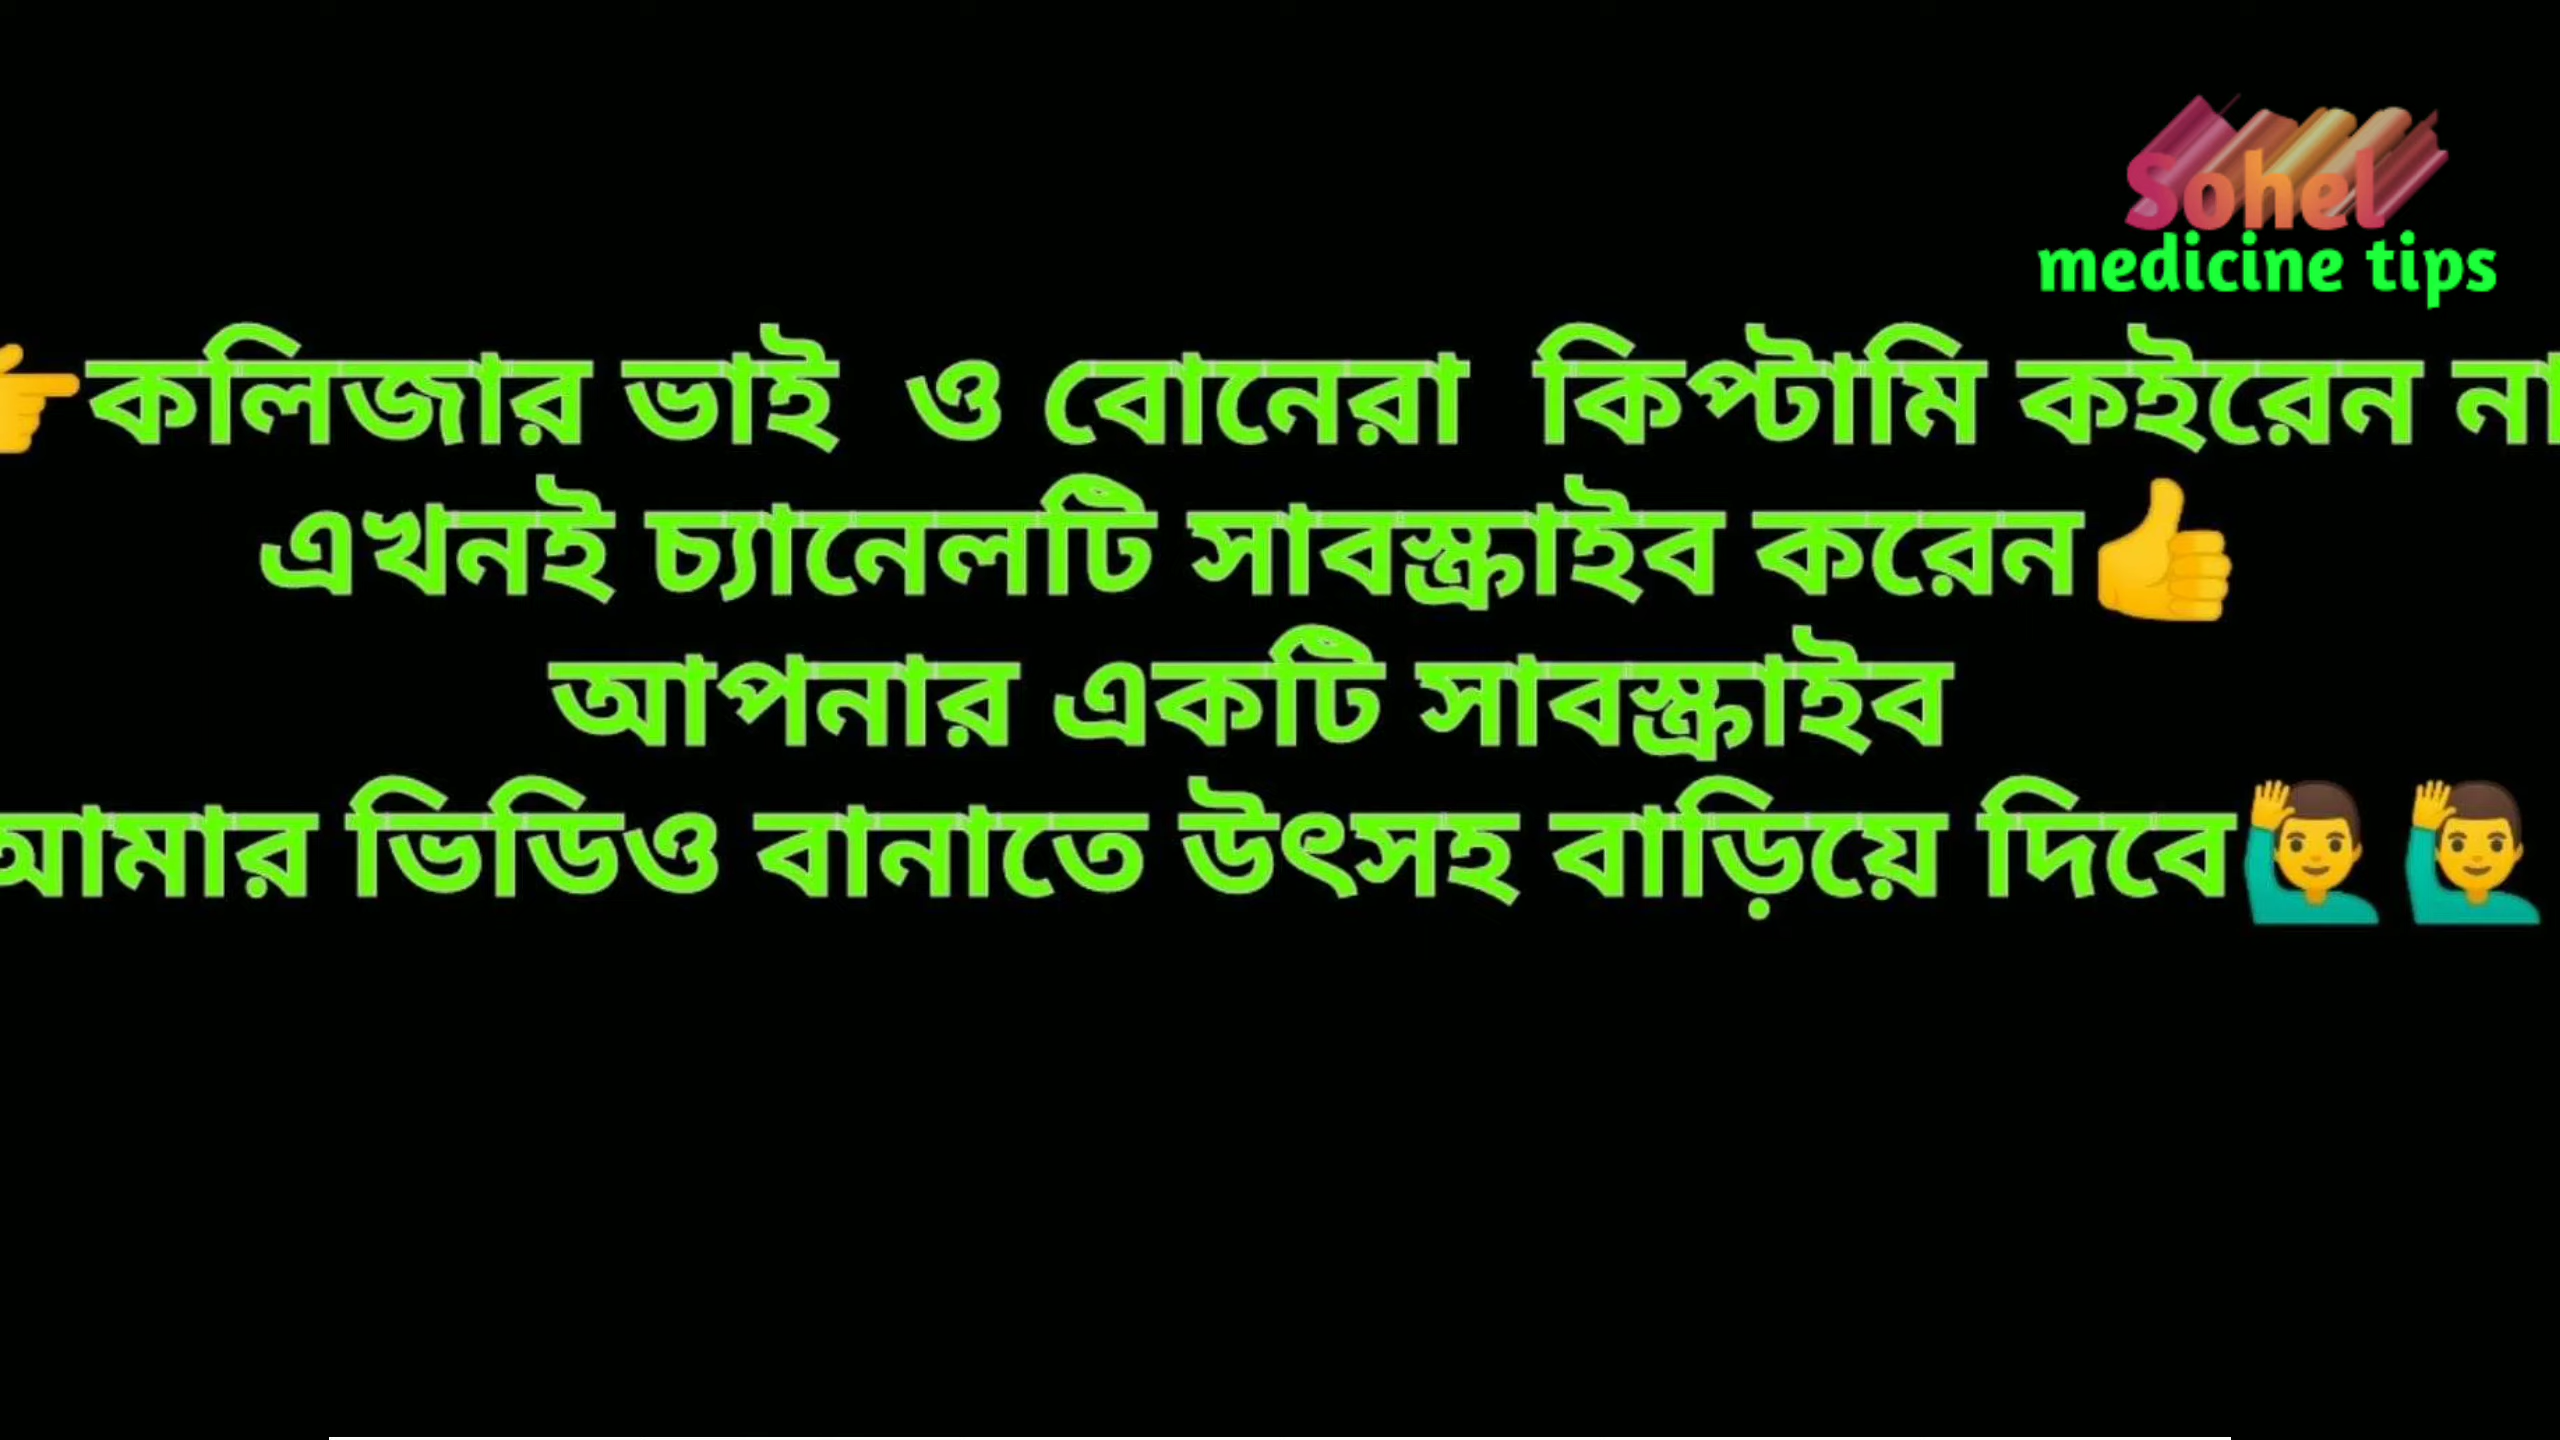 Sohel
medicine tips
👉কলিজার ভাই ও বোনেরা কিপ্টামি কইরেন না
এখনই চ্যানেলটি সাবস্ক্রাইব করেন👍
আপনার একটি সাবস্ক্রাইব
আমার ভিডিও বানাতে উৎসহ বাড়িয়ে দিবে🙋‍♂️🙋‍♂️